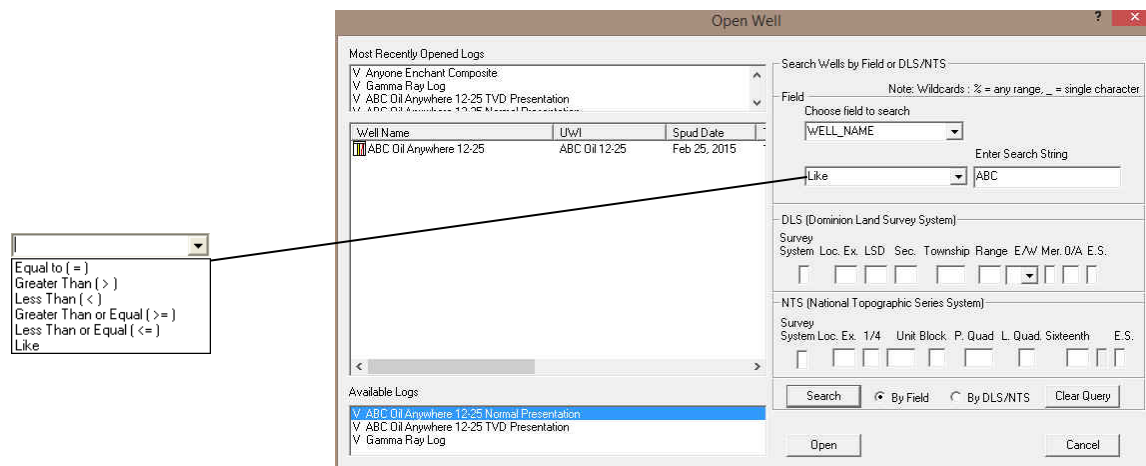 Open Well
? x
Most Recently Opened Logs
V Anyone Enchant Composite
V Gamma Ray Log
V ABC Oil Anywhere 12-25 TVD Presentation
V ABC Oil Anywhere 12-25 Normal Presentation
Well Name UWI Spud Date
ABC Oil Anywhere 12-25 ABC Oil 12-25 Feb 25, 2015
Available Logs
V ABC Oil Anywhere 12-25 Normal Presentation
V ABC Oil Anywhere 12-25 TVD Presentation
V Gamma Ray Log
Search Wells by Field or DLS/NTS
Note: Wildcards : % = any range, _ = single character
Field
Choose field to search
WELL_NAME
Enter Search String
Like ABC
DLS (Dominion Land Survey System)
Survey
System Loc. Ex. LSD Sec. Township Range E/W Mer. O/A E.S.
NTS (National Topographic Series System)
Survey
System Loc. Ex. 1/4 Unit Block P. Quad L. Quad. Sixteenth E.S.
Search By Field By DLS/NTS Clear Query
Open Cancel
Equal to ( = )
Greater Than ( > )
Less Than ( < )
Greater Than or Equal ( >= )
Less Than or Equal ( <= )
Like